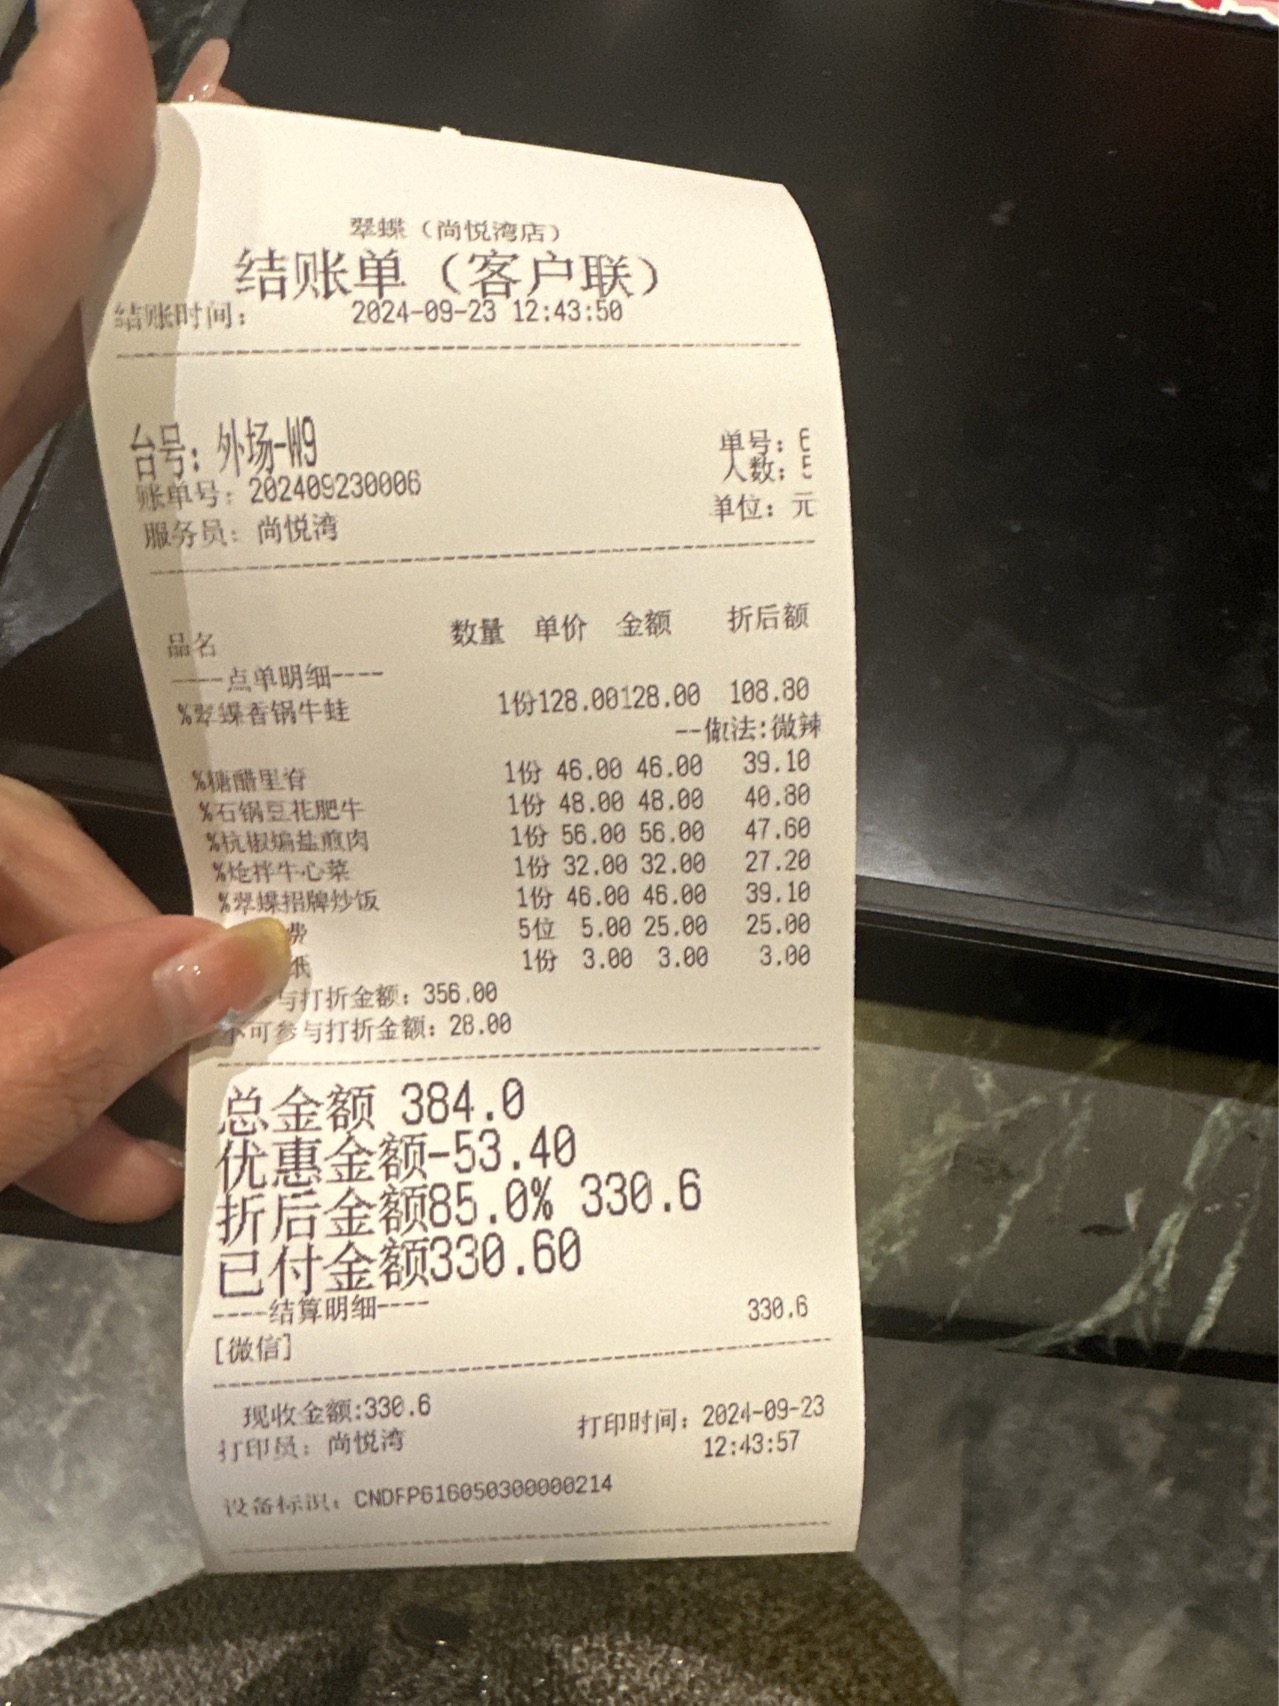 翠蝶（尚悦湾店）
结账单（客户联）
结账时间： 2024-09-23 12:43:50
台号：外场-W9
单号：6
账单号：202409230006
人数：5
服务员：尚悦湾
单位：元
品名 数量 单价 金额 折后额
----点单明细----
%翠蝶香锅牛蛙 1份128.00128.00 108.80
--做法:微辣
%糖醋里脊 1份 46.00 46.00 39.10
%石锅豆花肥牛 1份 48.00 48.00 40.80
%杭椒煸盐煎肉 1份 56.00 56.00 47.60
%炝拌牛心菜 1份 32.00 32.00 27.20
%翠蝶招牌炒饭 1份 46.00 46.00 39.10
费 5位 5.00 25.00 25.00
纸 1份 3.00 3.00 3.00
参与打折金额：356.00
不可参与打折金额：28.00
总金额 384.0
优惠金额-53.40
折后金额85.0% 330.6
已付金额330.60
----结算明细----
[微信] 330.6
现收金额:330.6
打印员：尚悦湾 打印时间：2024-09-23
12:43:57
设备标识：CNDFP616050300000214